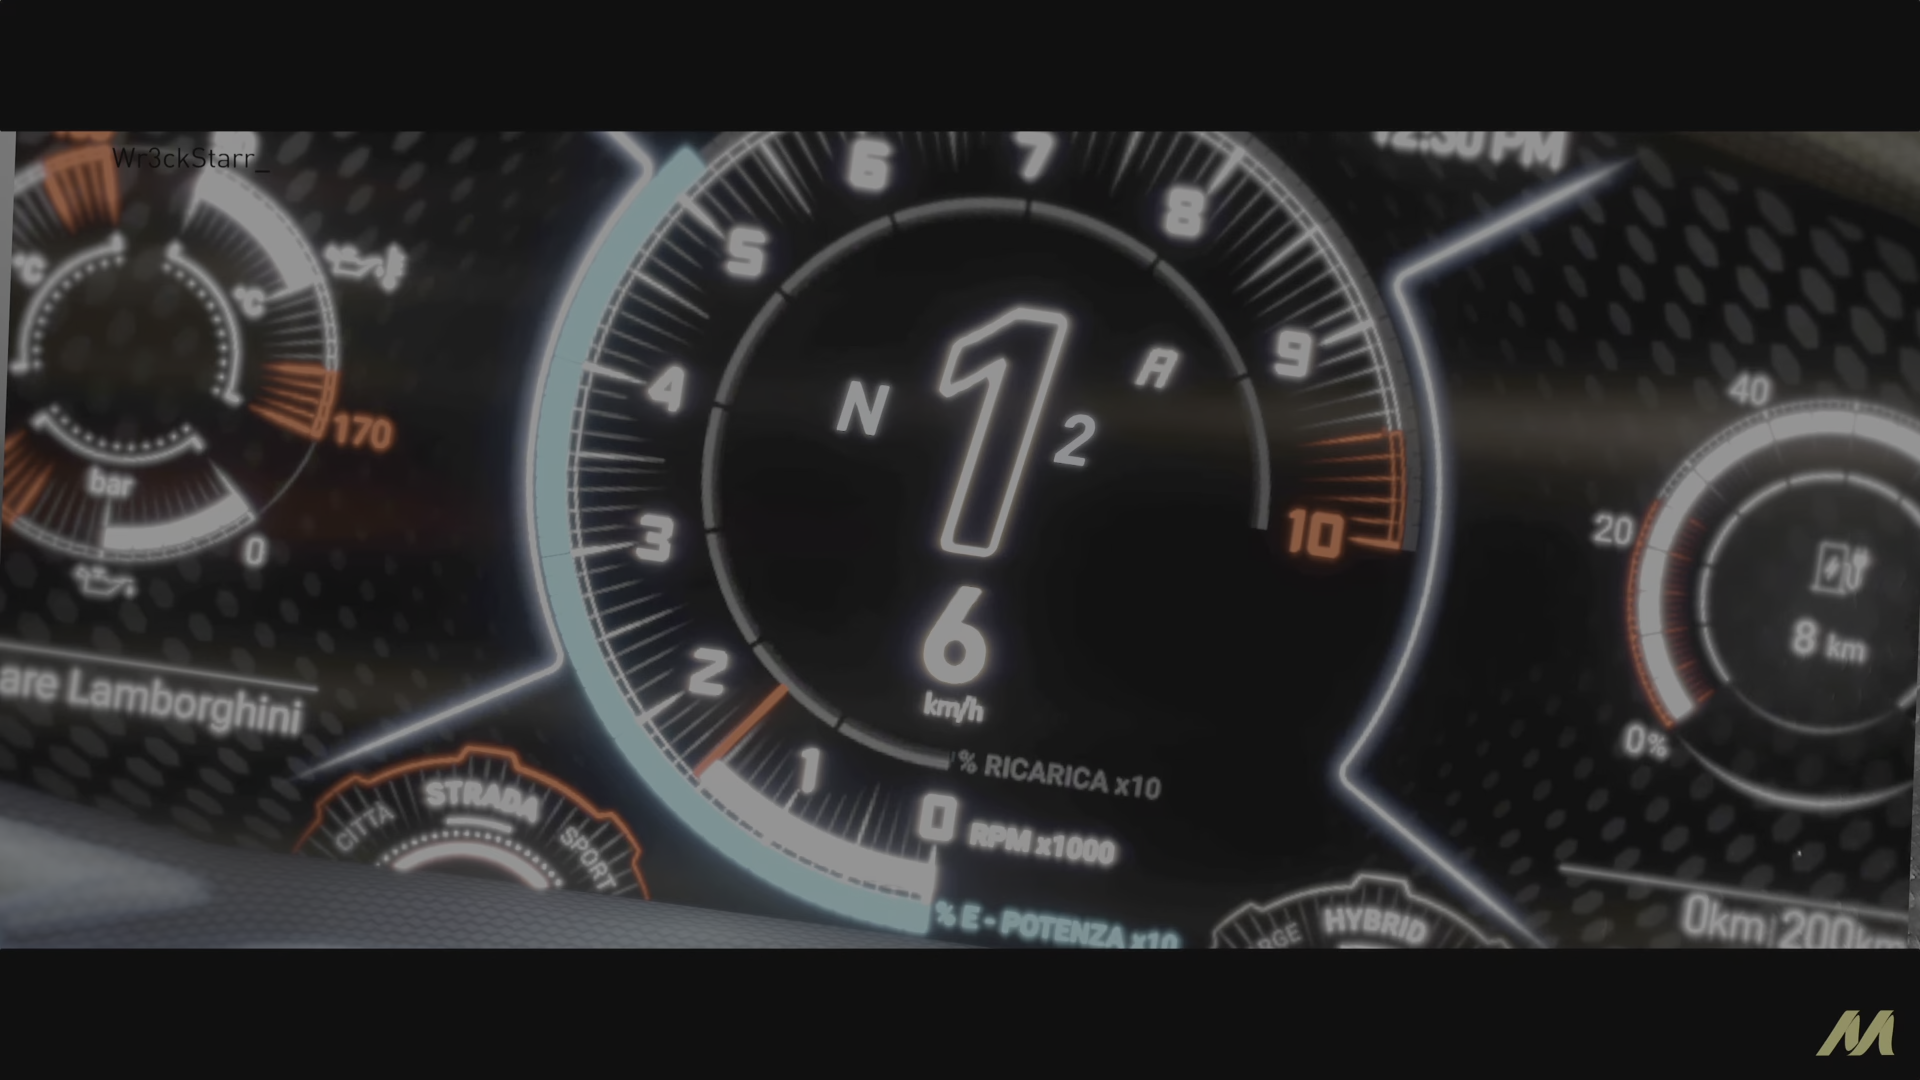 Wr3ckStarr_
12:30 PM
°C
°C
170
bar
0
are Lamborghini
CITTÀ
STRADA
SPORT
0
1
2
3
4
5
6
7
8
9
10
N
1
2
A
6
km/h
% RICARICA x10
RPM x1000
% E - POTENZA x10
40
20
0%
8 km
HYBRID
0km
200km